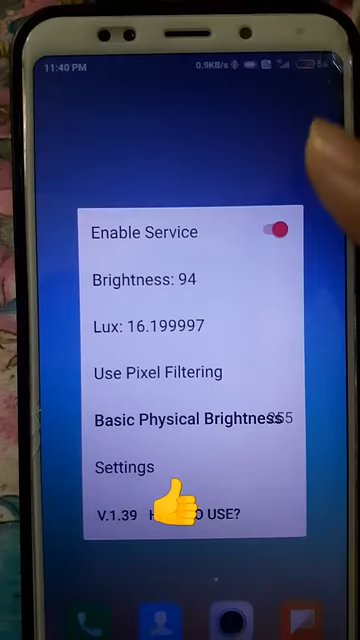 11:40 PM 0.9KB/s
Enable Service
Brightness: 94
Lux: 16.199997
Use Pixel Filtering
Basic Physical Brightness 255
Settings
V.1.39 USE?